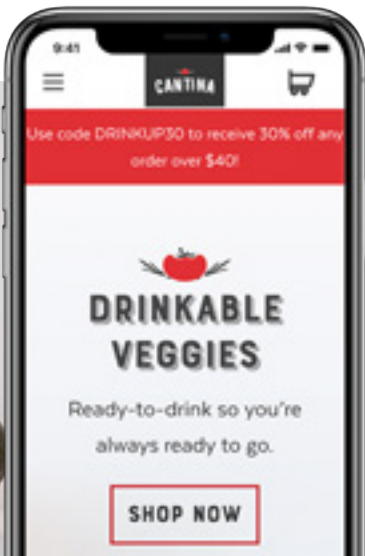 9:41
CANTINA
Use code DRINKUP30 to receive 30% off any
order over $40!
DRINKABLE
VEGGIES
Ready-to-drink so you're
always ready to go.
SHOP NOW